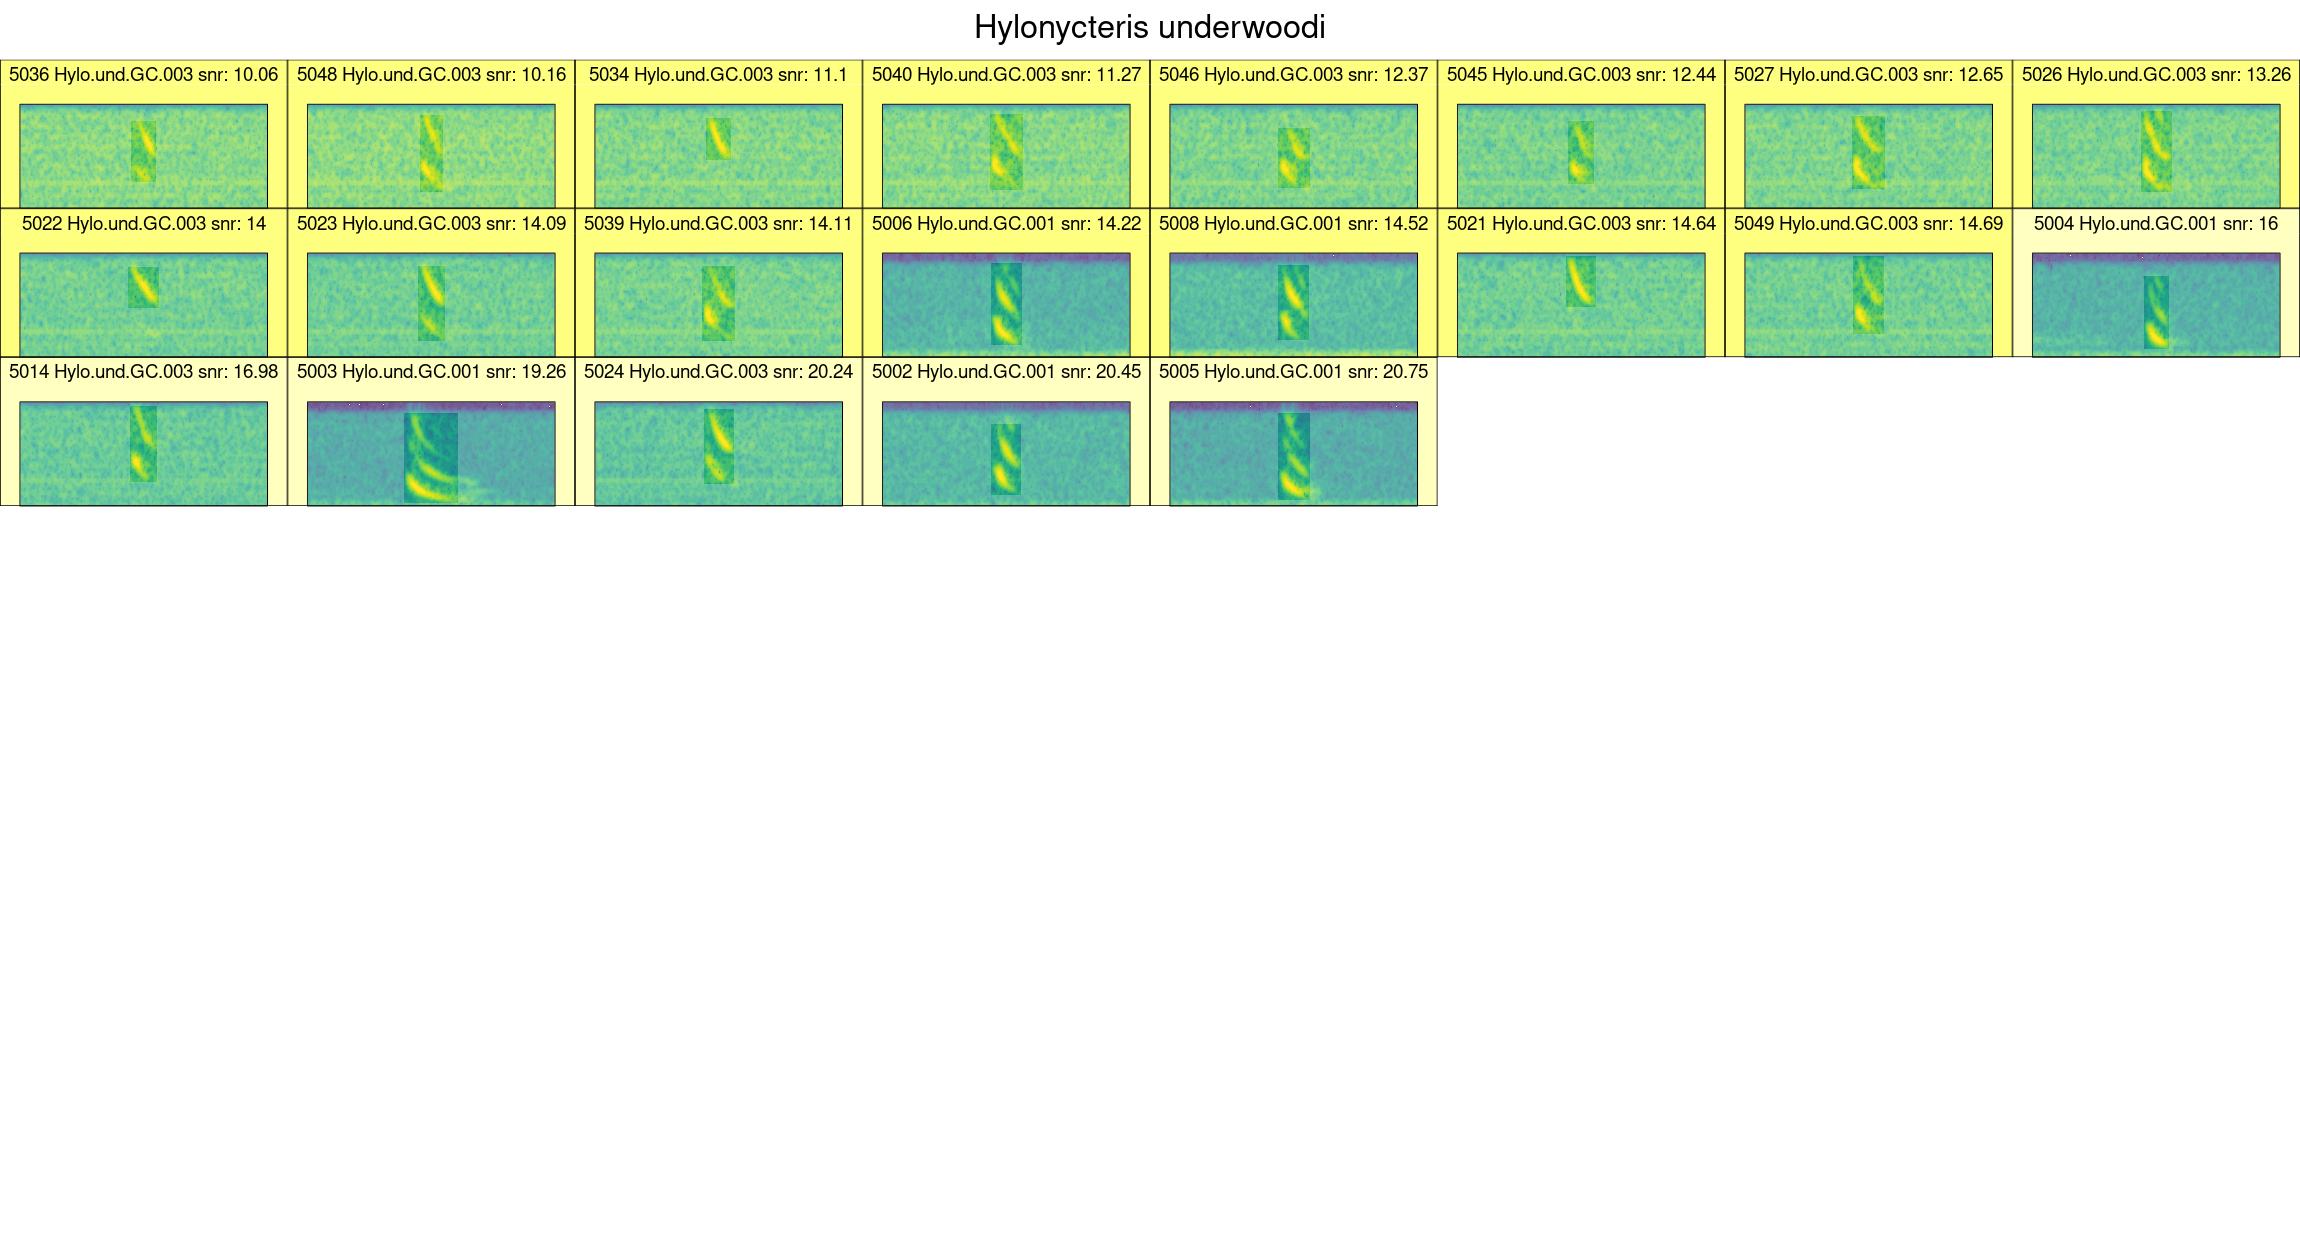 Hylonycteris underwoodi
5036 Hylo.und.GC.003 snr: 10.06
5048 Hylo.und.GC.003 snr: 10.16
5034 Hylo.und.GC.003 snr: 11.1
5040 Hylo.und.GC.003 snr: 11.27
5046 Hylo.und.GC.003 snr: 12.37
5045 Hylo.und.GC.003 snr: 12.44
5027 Hylo.und.GC.003 snr: 12.65
5026 Hylo.und.GC.003 snr: 13.26
5022 Hylo.und.GC.003 snr: 14
5023 Hylo.und.GC.003 snr: 14.09
5039 Hylo.und.GC.003 snr: 14.11
5006 Hylo.und.GC.001 snr: 14.22
5008 Hylo.und.GC.001 snr: 14.52
5021 Hylo.und.GC.003 snr: 14.64
5049 Hylo.und.GC.003 snr: 14.69
5004 Hylo.und.GC.001 snr: 16
5014 Hylo.und.GC.003 snr: 16.98
5003 Hylo.und.GC.001 snr: 19.26
5024 Hylo.und.GC.003 snr: 20.24
5002 Hylo.und.GC.001 snr: 20.45
5005 Hylo.und.GC.001 snr: 20.75